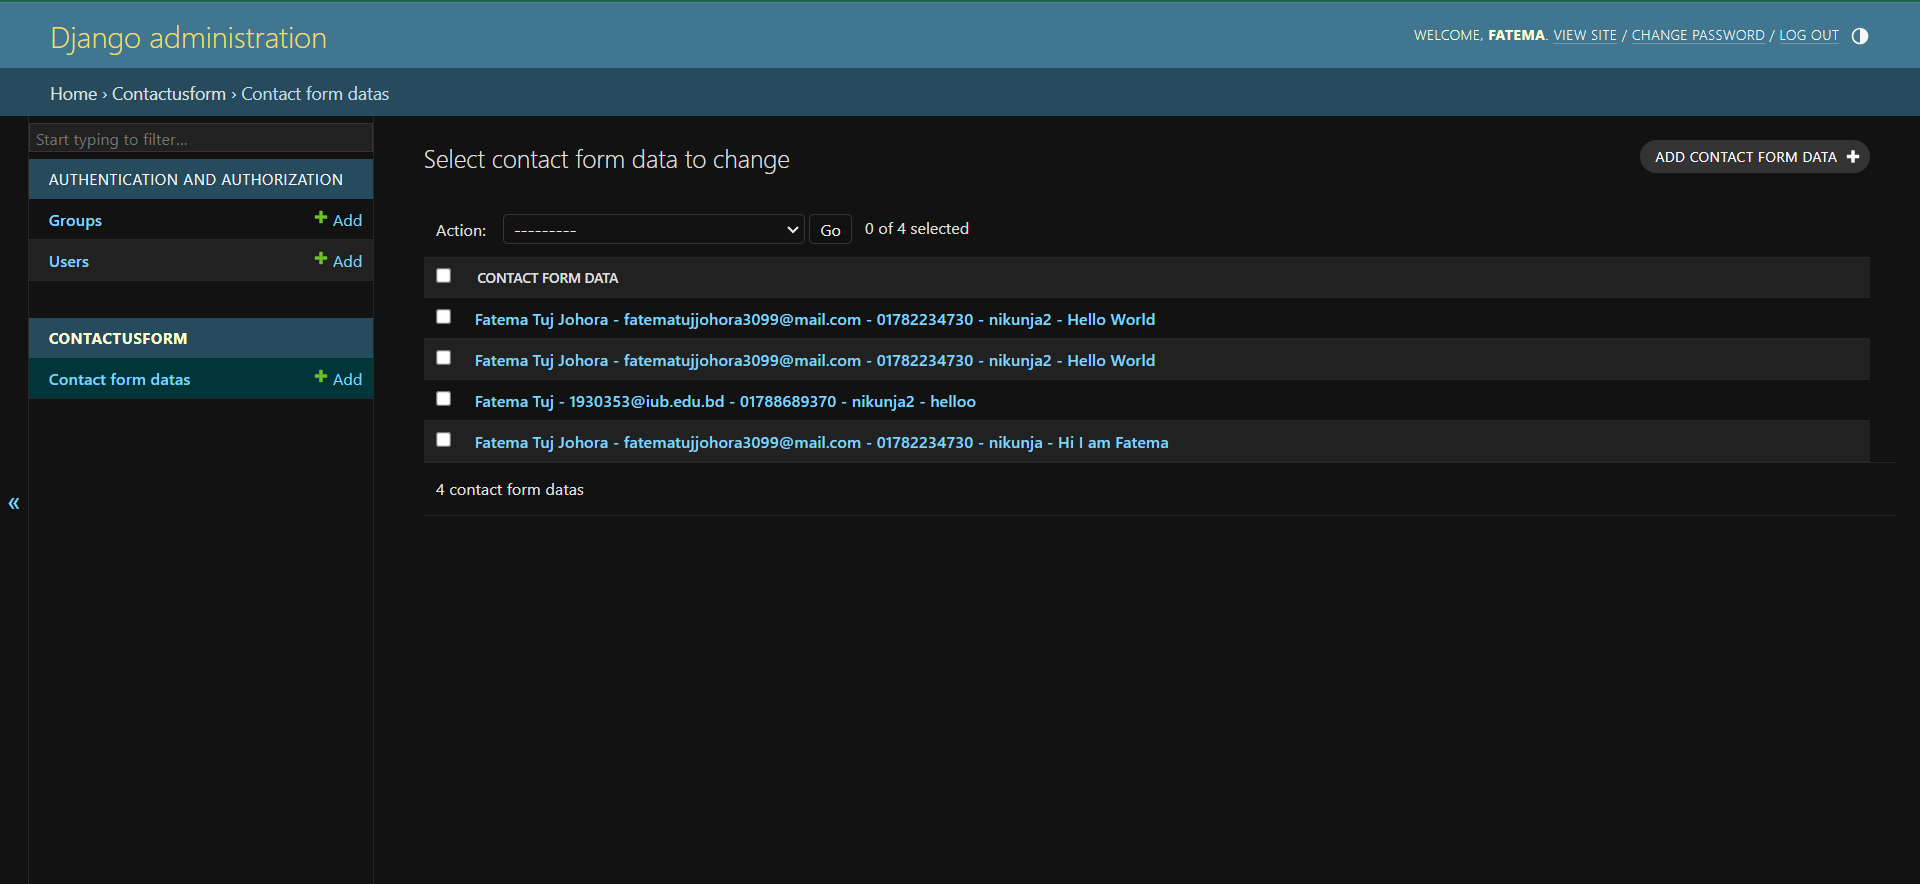 Django administration
WELCOME, FATEMA. VIEW SITE / CHANGE PASSWORD / LOG OUT
Home › Contactusform › Contact form datas
Start typing to filter...
AUTHENTICATION AND AUTHORIZATION
Groups
Add
Users
Add
CONTACTUSFORM
Contact form datas
Add
«
Select contact form data to change
ADD CONTACT FORM DATA
Action:
---------
Go
0 of 4 selected
CONTACT FORM DATA
Fatema Tuj Johora - fatematujjohora3099@mail.com - 01782234730 - nikunja2 - Hello World
Fatema Tuj Johora - fatematujjohora3099@mail.com - 01782234730 - nikunja2 - Hello World
Fatema Tuj - 1930353@iub.edu.bd - 01788689370 - nikunja2 - helloo
Fatema Tuj Johora - fatematujjohora3099@mail.com - 01782234730 - nikunja - Hi I am Fatema
4 contact form datas